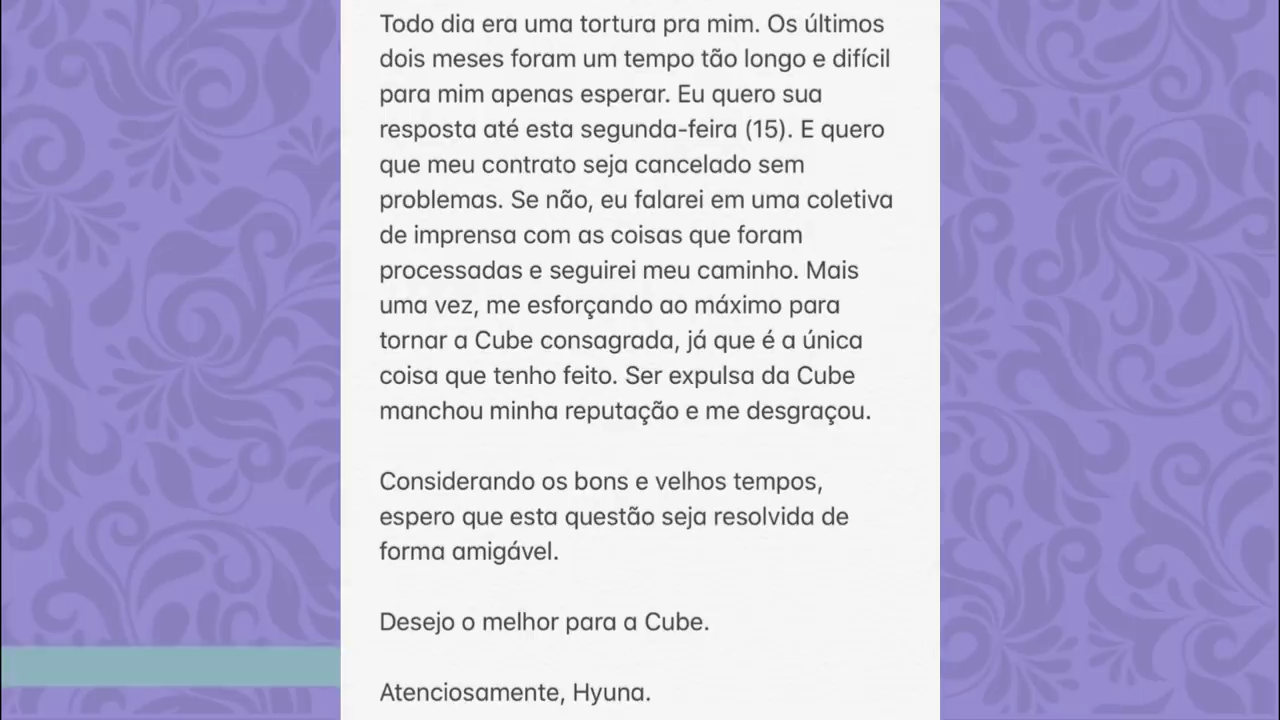 Todo dia era uma tortura pra mim. Os últimos
dois meses foram um tempo tão longo e difícil
para mim apenas esperar. Eu quero sua
resposta até esta segunda-feira (15). E quero
que meu contrato seja cancelado sem
problemas. Se não, eu falarei em uma coletiva
de imprensa com as coisas que foram
processadas e seguirei meu caminho. Mais
uma vez, me esforçando ao máximo para
tornar a Cube consagrada, já que é a única
coisa que tenho feito. Ser expulsa da Cube
manchou minha reputação e me desgraçou.
Considerando os bons e velhos tempos,
espero que esta questão seja resolvida de
forma amigável.
Desejo o melhor para a Cube.
Atenciosamente, Hyuna.